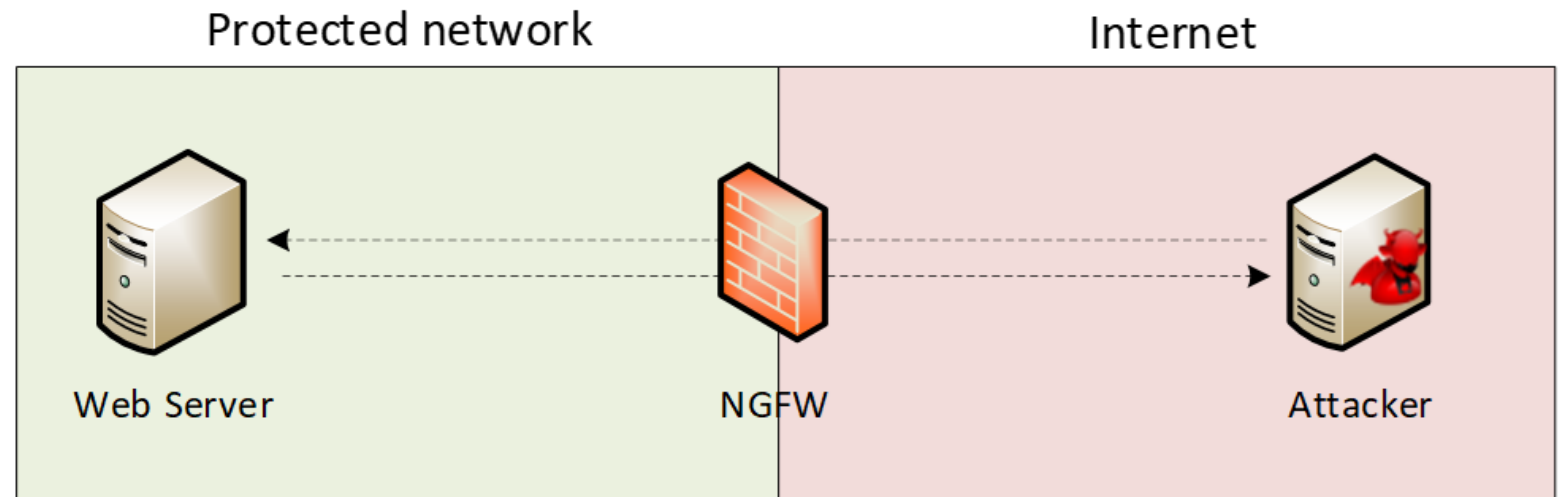 Protected network
Internet
Web Server
NGFW
Attacker